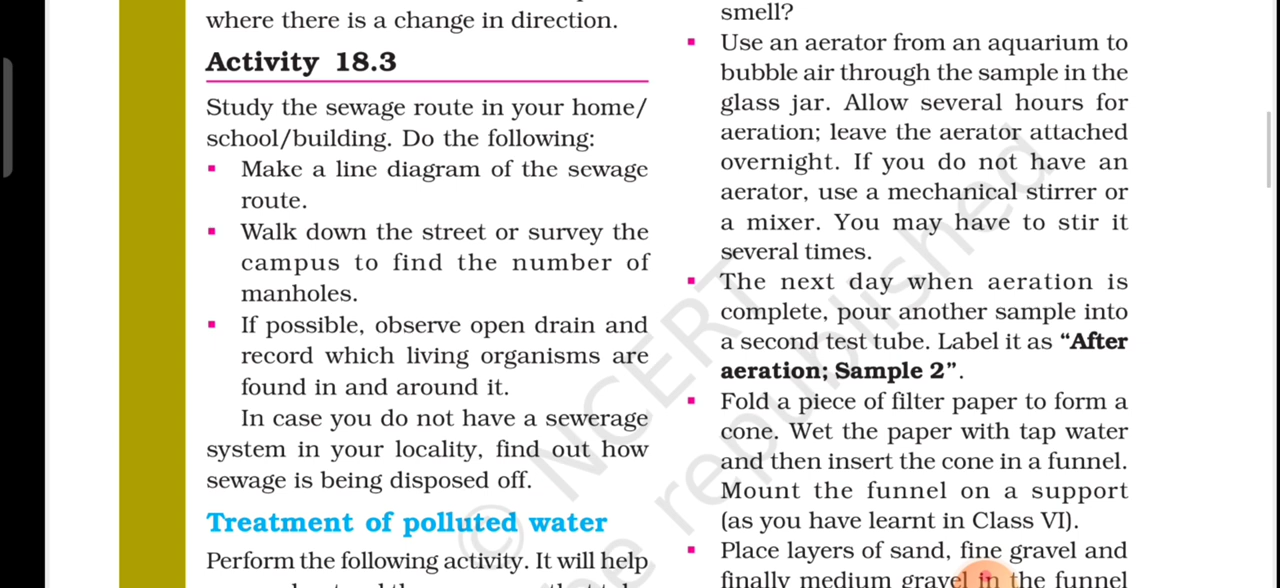 where there is a change in direction.
Activity 18.3
Study the sewage route in your home/
school/building. Do the following:
▪ Make a line diagram of the sewage
route.
▪ Walk down the street or survey the
campus to find the number of
manholes.
▪ If possible, observe open drain and
record which living organisms are
found in and around it.
In case you do not have a sewerage
system in your locality, find out how
sewage is being disposed off.
Treatment of polluted water
Perform the following activity. It will help
smell?
▪ Use an aerator from an aquarium to
bubble air through the sample in the
glass jar. Allow several hours for
aeration; leave the aerator attached
overnight. If you do not have an
aerator, use a mechanical stirrer or
a mixer. You may have to stir it
several times.
▪ The next day when aeration is
complete, pour another sample into
a second test tube. Label it as “After
aeration; Sample 2”.
▪ Fold a piece of filter paper to form a
cone. Wet the paper with tap water
and then insert the cone in a funnel.
Mount the funnel on a support
(as you have learnt in Class VI).
▪ Place layers of sand, fine gravel and
finally medium gravel in the funnel
© NCERT
be republished